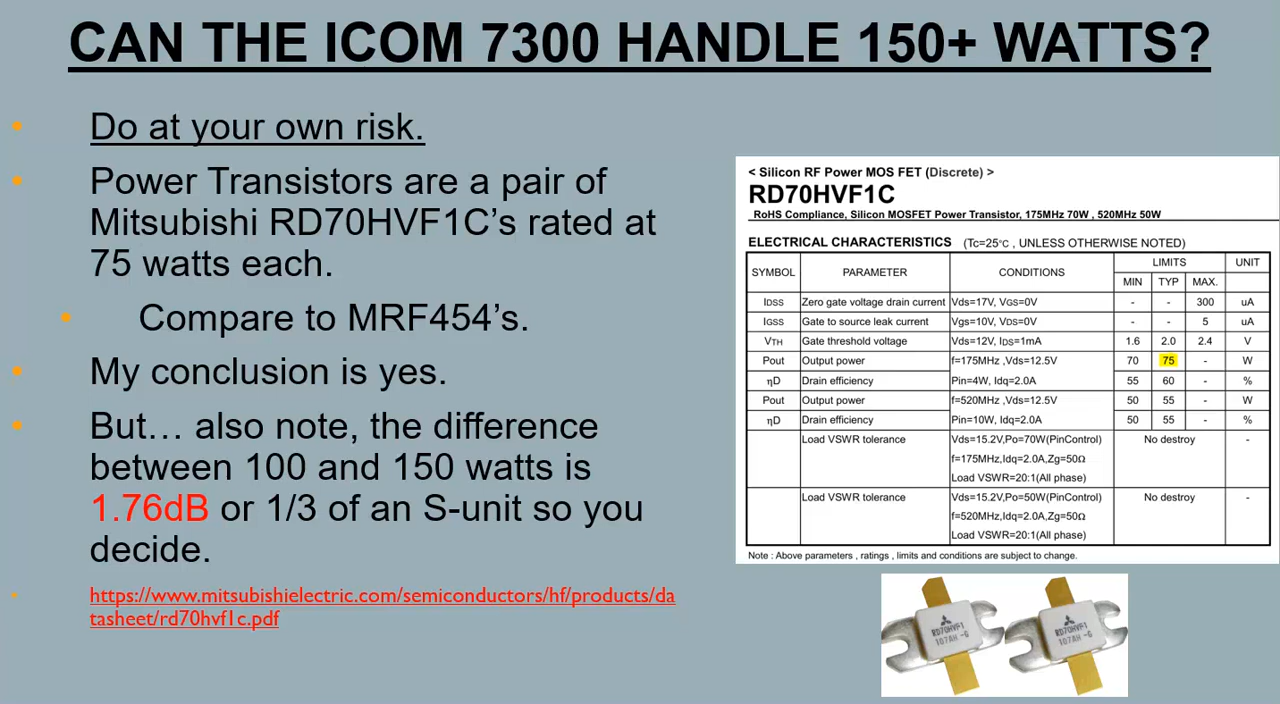 CAN THE ICOM 7300 HANDLE 150+ WATTS?
• Do at your own risk.
• Power Transistors are a pair of
Mitsubishi RD70HVF1C’s rated at
75 watts each.
• Compare to MRF454’s.
• My conclusion is yes.
• But… also note, the difference
between 100 and 150 watts is
1.76dB or 1/3 of an S-unit so you
decide.
• https://www.mitsubishielectric.com/semiconductors/hf/products/da
tasheet/rd70hvf1c.pdf
< Silicon RF Power MOS FET (Discrete) >
RD70HVF1C
RoHS Compliance, Silicon MOSFET Power Transistor, 175MHz 70W , 520MHz 50W
ELECTRICAL CHARACTERISTICS (Tc=25°C , UNLESS OTHERWISE NOTED)
SYMBOL PARAMETER CONDITIONS LIMITS UNIT
MIN TYP MAX.
IDSS Zero gate voltage drain current Vds=17V, VGS=0V - - 300 uA
IGSS Gate to source leak current Vgs=10V, VDS=0V - - 5 uA
VTH Gate threshold voltage Vds=12V, IDS=1mA 1.6 2.0 2.4 V
Pout Output power f=175MHz ,Vds=12.5V 70 75 - W
ηD Drain efficiency Pin=4W, Idq=2.0A 55 60 - %
Pout Output power f=520MHz ,Vds=12.5V 50 55 - W
ηD Drain efficiency Pin=10W, Idq=2.0A 50 55 - %
Load VSWR tolerance Vds=15.2V,Po=70W(PinControl) No destroy -
f=175MHz,Idq=2.0A,Zg=50Ω
Load VSWR=20:1(All phase)
Load VSWR tolerance Vds=15.2V,Po=50W(PinControl) No destroy -
f=520MHz,Idq=2.0A,Zg=50Ω
Load VSWR=20:1(All phase)
Note : Above parameters , ratings , limits and conditions are subject to change.
RD70HVF1
107AH -G
RD70HVF1
107AH -G